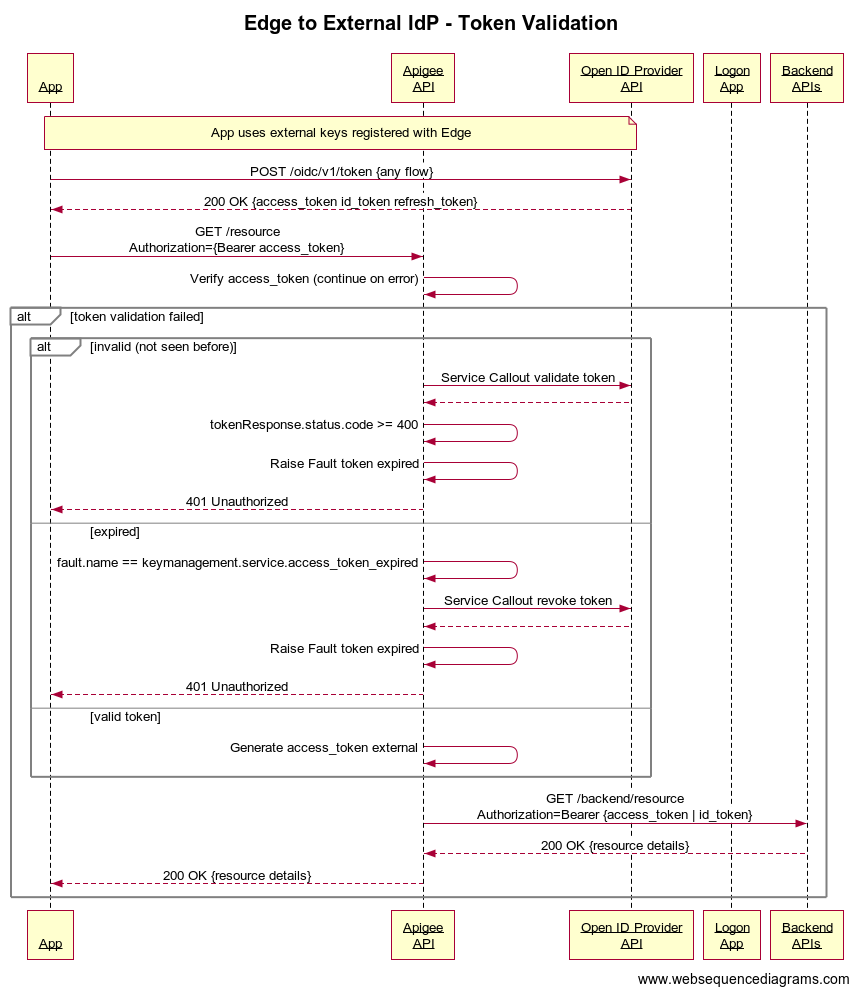 Edge to External IdP - Token Validation
App
Apigee
API
Open ID Provider
API
Logon
App
Backend
APIs
App uses external keys registered with Edge
POST /oidc/v1/token {any flow}
200 OK {access_token id_token refresh_token}
GET /resource
Authorization={Bearer access_token}
Verify access_token (continue on error)
alt [token validation failed]
alt [invalid (not seen before)]
Service Callout validate token
tokenResponse.status.code >= 400
Raise Fault token expired
401 Unauthorized
[expired]
fault.name == keymanagement.service.access_token_expired
Service Callout revoke token
Raise Fault token expired
401 Unauthorized
[valid token]
Generate access_token external
GET /backend/resource
Authorization=Bearer {access_token | id_token}
200 OK {resource details}
200 OK {resource details}
App
Apigee
API
Open ID Provider
API
Logon
App
Backend
APIs
www.websequencediagrams.com